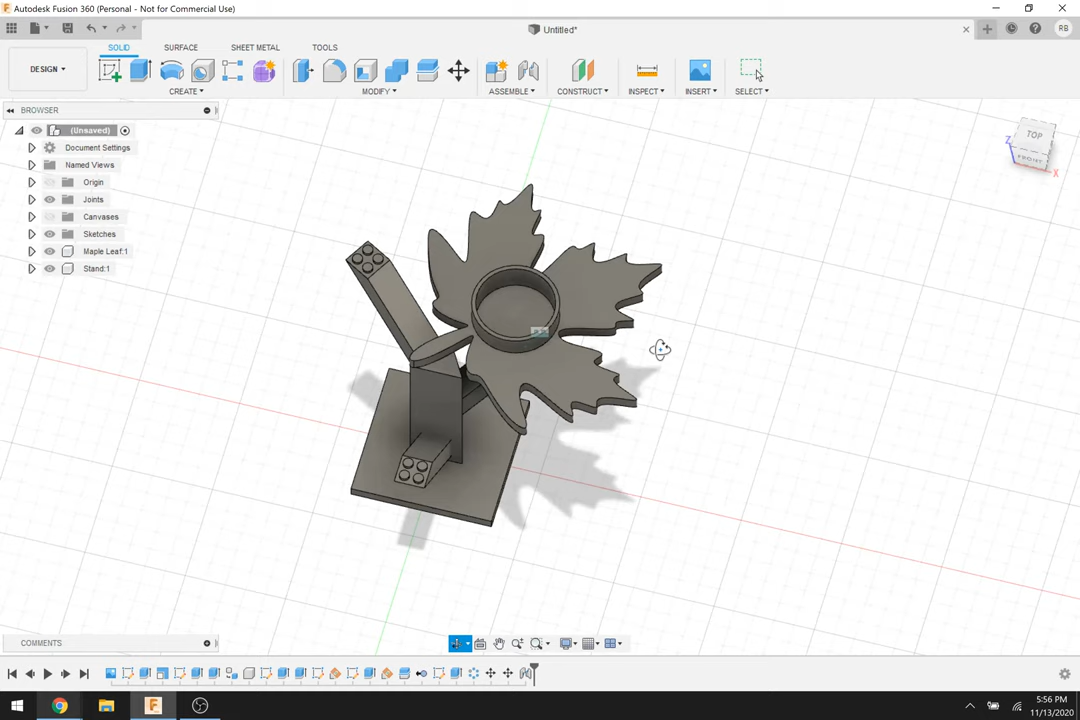 Autodesk Fusion 360 (Personal - Not for Commercial Use)
Untitled*
RB
SOLID SURFACE SHEET METAL TOOLS
DESIGN
CREATE MODIFY ASSEMBLE CONSTRUCT INSPECT INSERT SELECT
BROWSER
(Unsaved)
Document Settings
Named Views
Origin
Joints
Canvases
Sketches
Maple Leaf:1
Stand:1
TOP
FRONT
Z
X
COMMENTS
5:56 PM
11/13/2020